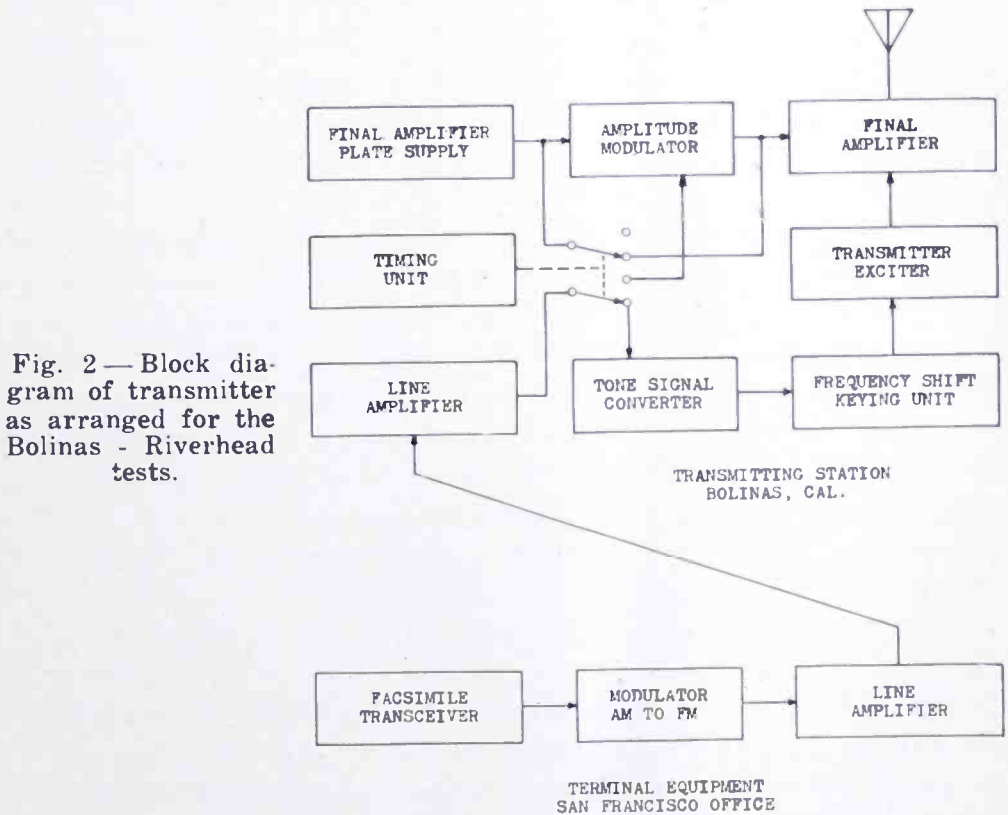 FINAL AMPLIFIER
PLATE SUPPLY
AMPLITUDE
MODULATOR
FINAL
AMPLIFIER
TIMING
UNIT
TRANSMITTER
EXCITER
Fig. 2 — Block dia-
gram of transmitter
as arranged for the
Bolinas - Riverhead
tests.
LINE
AMPLIFIER
TONE SIGNAL
CONVERTER
FREQUENCY SHIFT
KEYING UNIT
TRANSMITTING STATION
BOLINAS, CAL.
FACSIMILE
TRANSCEIVER
MODULATOR
AM TO FM
LINE
AMPLIFIER
TERMINAL EQUIPMENT
SAN FRANCISCO OFFICE